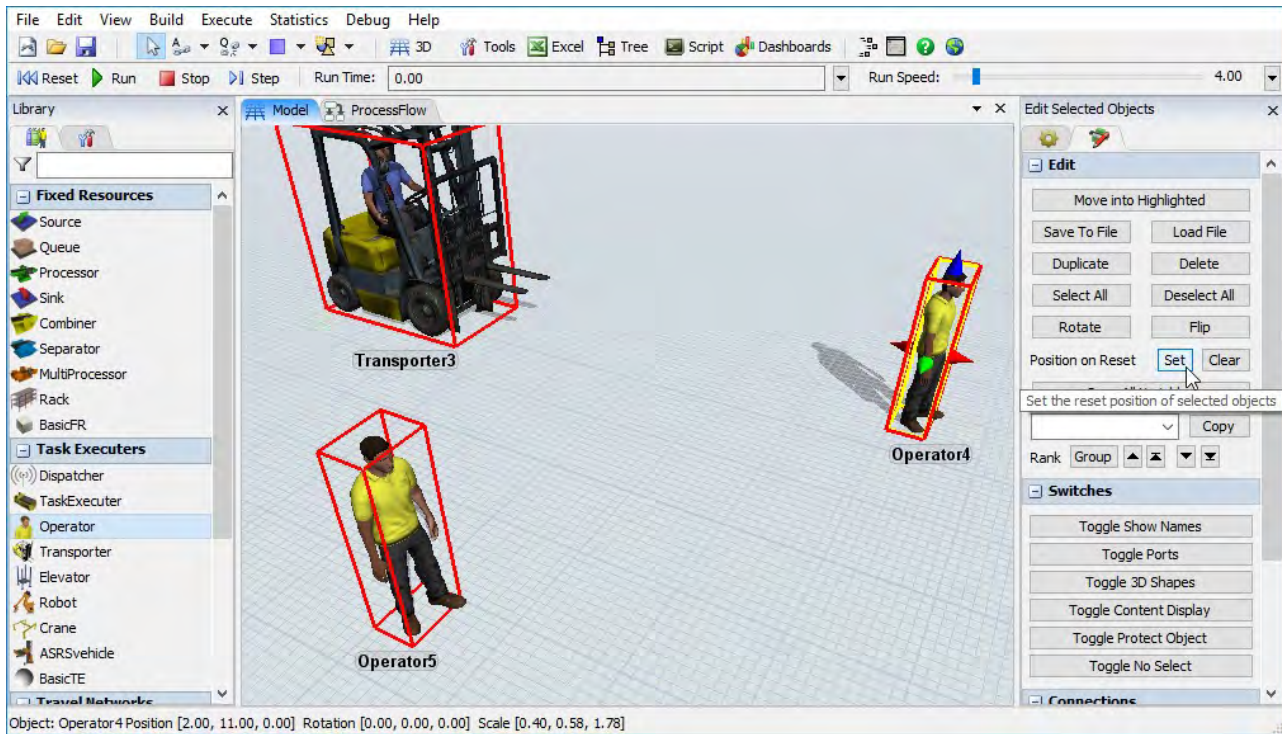 File Edit View Build Execute Statistics Debug Help
3D Tools Excel Tree Script Dashboards
Reset Run Stop Step Run Time: 0.00 Run Speed: 4.00
Library
Model ProcessFlow
Edit Selected Objects
Fixed Resources
Source
Queue
Processor
Sink
Combiner
Separator
MultiProcessor
Rack
BasicFR
Task Executers
Dispatcher
TaskExecuter
Operator
Transporter
Elevator
Robot
Crane
ASRSvehicle
BasicTE
Travel Networks
Transporter3
Operator4
Operator5
Edit
Move into Highlighted
Save To File Load File
Duplicate Delete
Select All Deselect All
Rotate Flip
Position on Reset Set Clear
Set the reset position of selected objects
Copy
Rank Group
Switches
Toggle Show Names
Toggle Ports
Toggle 3D Shapes
Toggle Content Display
Toggle Protect Object
Toggle No Select
Connections
Object: Operator4 Position [2.00, 11.00, 0.00] Rotation [0.00, 0.00, 0.00] Scale [0.40, 0.58, 1.78]